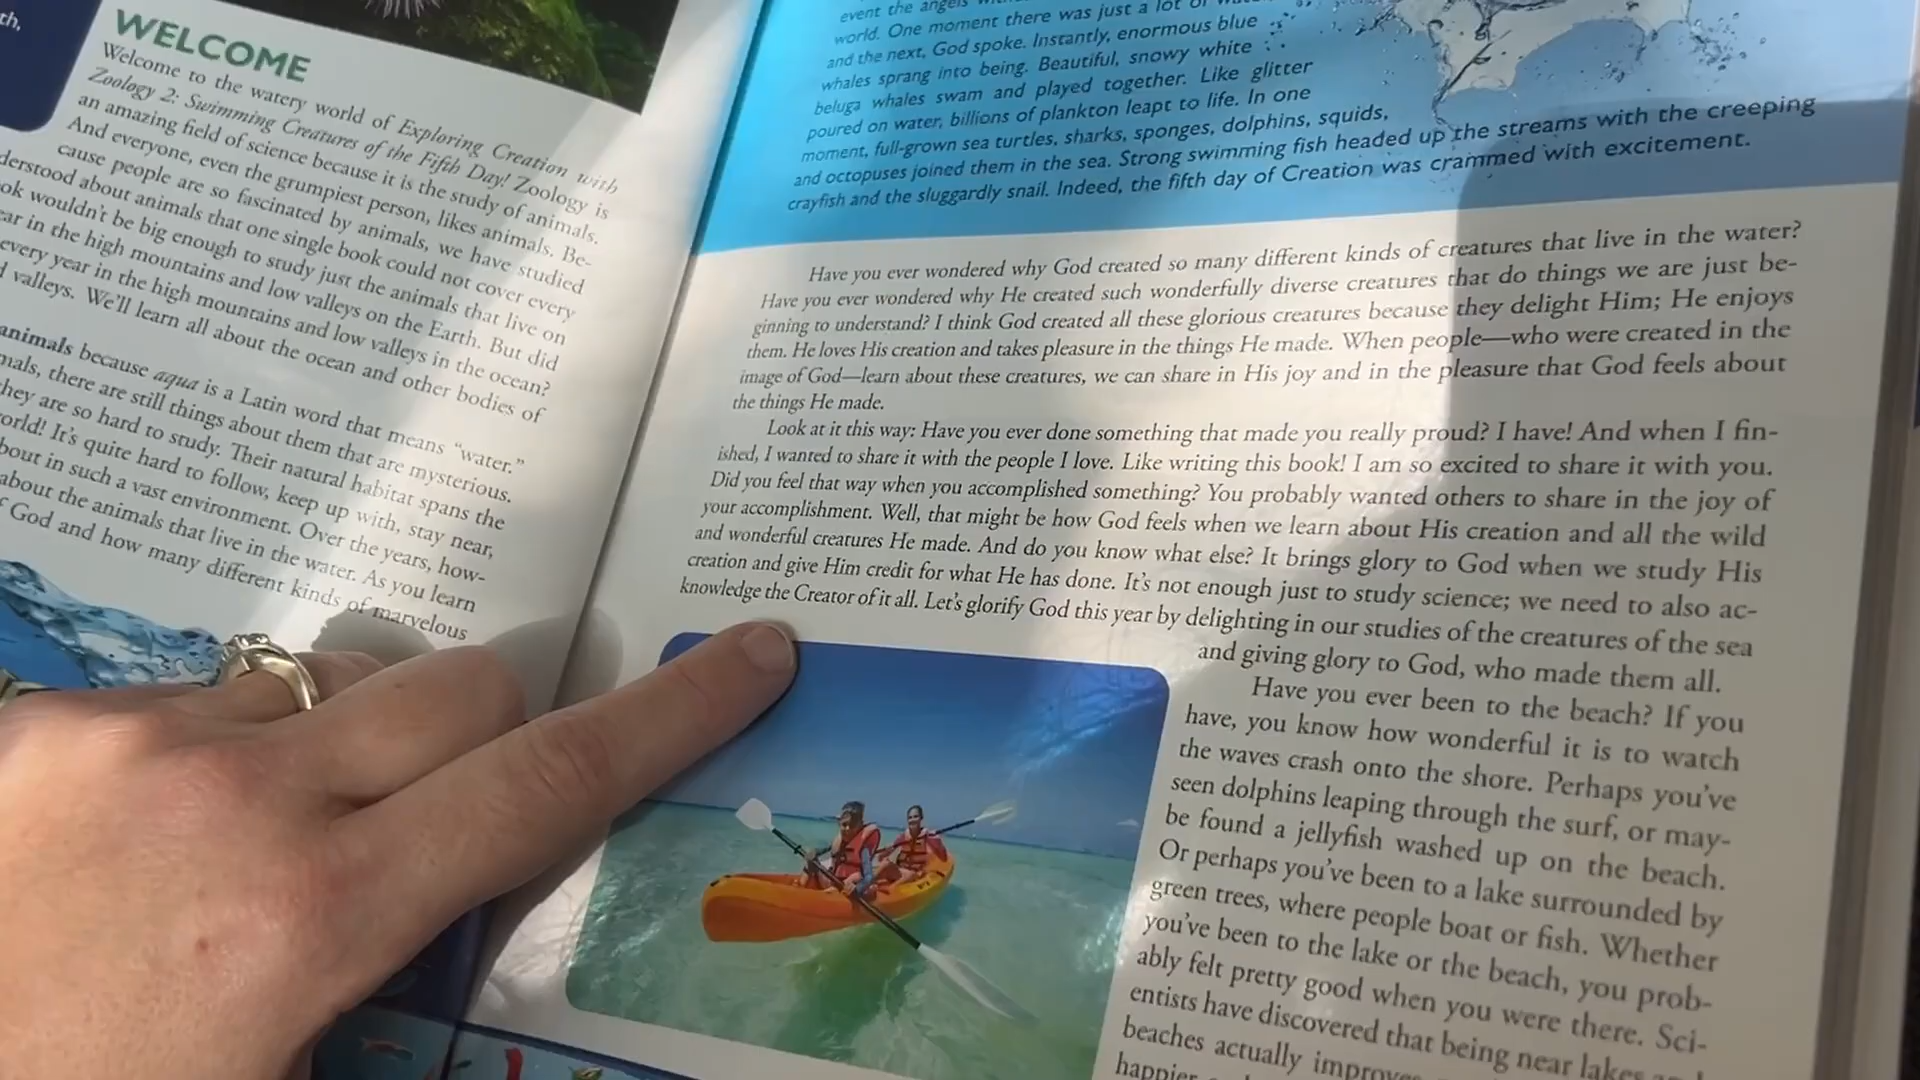 th,
WELCOME
Welcome to the watery world of Exploring Creation with
Zoology 2: Swimming Creatures of the Fifth Day! Zoology is
an amazing field of science because it is the study of animals.
And everyone, even the grumpiest person, likes animals. Be-
cause people are so fascinated by animals, we have studied
derstood about animals that one single book could not cover every
ok wouldn't be big enough to study just the animals that live on
ear in the high mountains and low valleys on the Earth. But did
every year in the high mountains and low valleys in the ocean?
d valleys. We'll learn all about the ocean and other bodies of
animals because aqua is a Latin word that means "water."
mals, there are still things about them that are mysterious.
they are so hard to study. Their natural habitat spans the
orld! It's quite hard to follow, keep up with, stay near,
bout in such a vast environment. Over the years, how-
about the animals that live in the water. As you learn
f God and how many different kinds of marvelous
event the angels
world. One moment there was just a lot of
and the next, God spoke. Instantly, enormous blue
whales sprang into being. Beautiful, snowy white
beluga whales swam and played together. Like glitter
poured on water, billions of plankton leapt to life. In one
moment, full-grown sea turtles, sharks, sponges, dolphins, squids,
and octopuses joined them in the sea. Strong swimming fish headed up the streams with the creeping
crayfish and the sluggardly snail. Indeed, the fifth day of Creation was crammed with excitement.
Have you ever wondered why God created so many different kinds of creatures that live in the water?
Have you ever wondered why He created such wonderfully diverse creatures that do things we are just be-
ginning to understand? I think God created all these glorious creatures because they delight Him; He enjoys
them. He loves His creation and takes pleasure in the things He made. When people—who were created in the
image of God—learn about these creatures, we can share in His joy and in the pleasure that God feels about
the things He made.
Look at it this way: Have you ever done something that made you really proud? I have! And when I fin-
ished, I wanted to share it with the people I love. Like writing this book! I am so excited to share it with you.
Did you feel that way when you accomplished something? You probably wanted others to share in the joy of
your accomplishment. Well, that might be how God feels when we learn about His creation and all the wild
and wonderful creatures He made. And do you know what else? It brings glory to God when we study His
creation and give Him credit for what He has done. It's not enough just to study science; we need to also ac-
knowledge the Creator of it all. Let's glorify God this year by delighting in our studies of the creatures of the sea
and giving glory to God, who made them all.
Have you ever been to the beach? If you
have, you know how wonderful it is to watch
the waves crash onto the shore. Perhaps you've
seen dolphins leaping through the surf, or may-
be found a jellyfish washed up on the beach.
Or perhaps you've been to a lake surrounded by
green trees, where people boat or fish. Whether
you've been to the lake or the beach, you prob-
ably felt pretty good when you were there. Sci-
entists have discovered that being near lakes
beaches actually
happier